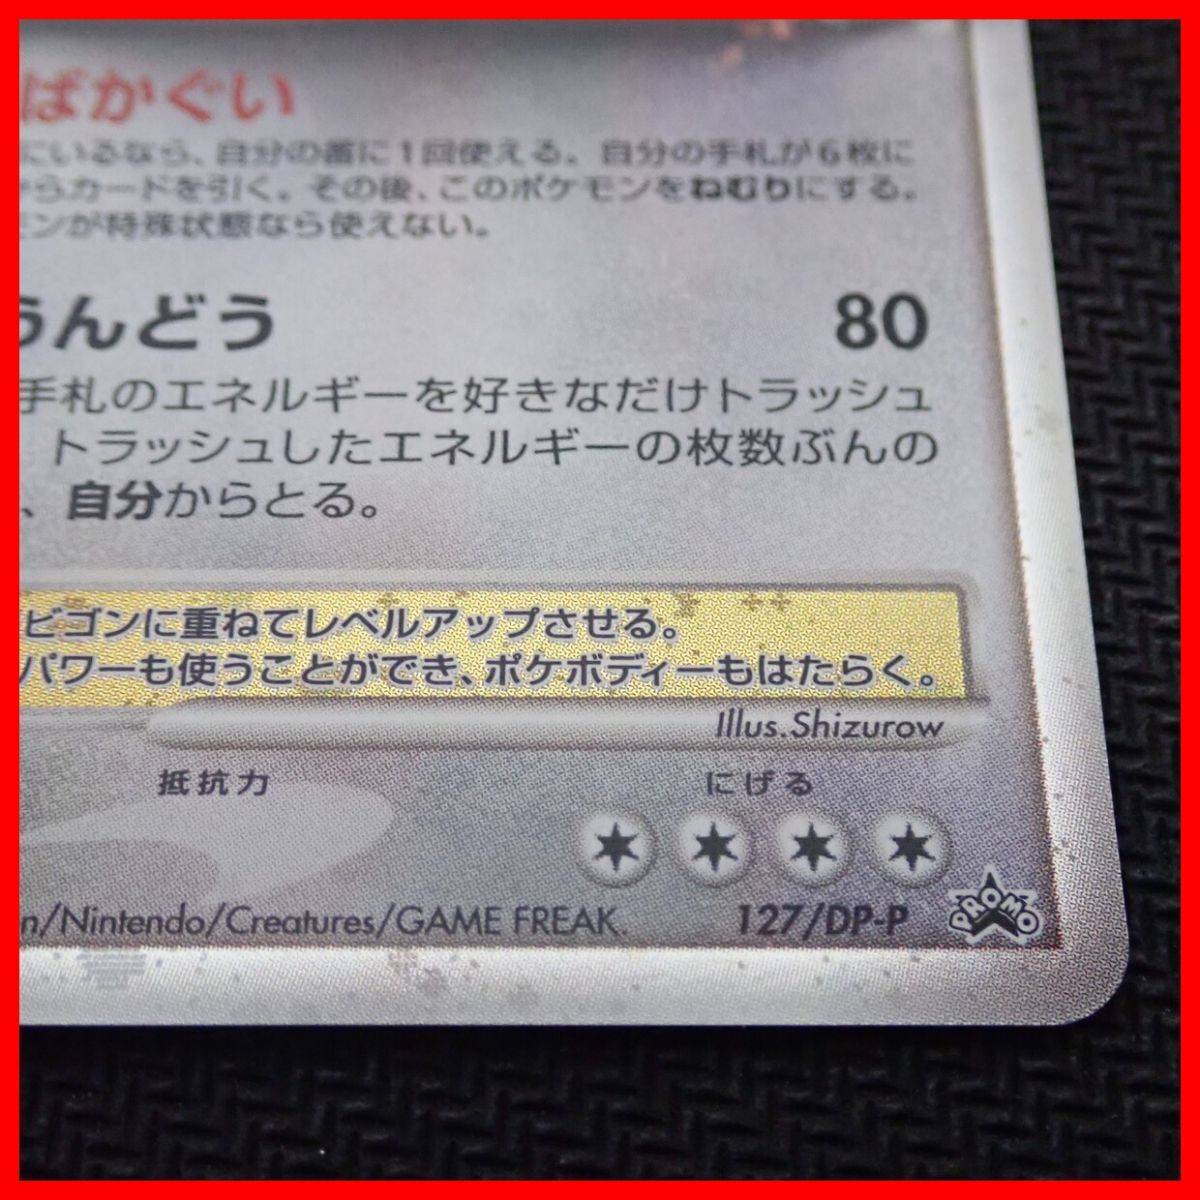 ばかぐい
にいるなら、自分の番に1回使える。自分の手札が6枚に
らカードを引く。その後、このポケモンをねむりにする。
モンが特殊状態なら使えない。
うんどう 80
手札のエネルギーを好きなだけトラッシュ
トラッシュしたエネルギーの枚数ぶんの
、自分からとる。
ビゴンに重ねてレベルアップさせる。
パワーも使うことができ、ポケボディーもはたらく。
Illus.Shizurow
抵抗力 にげる
n/Nintendo/Creatures/GAME FREAK. 127/DP-P PROMO